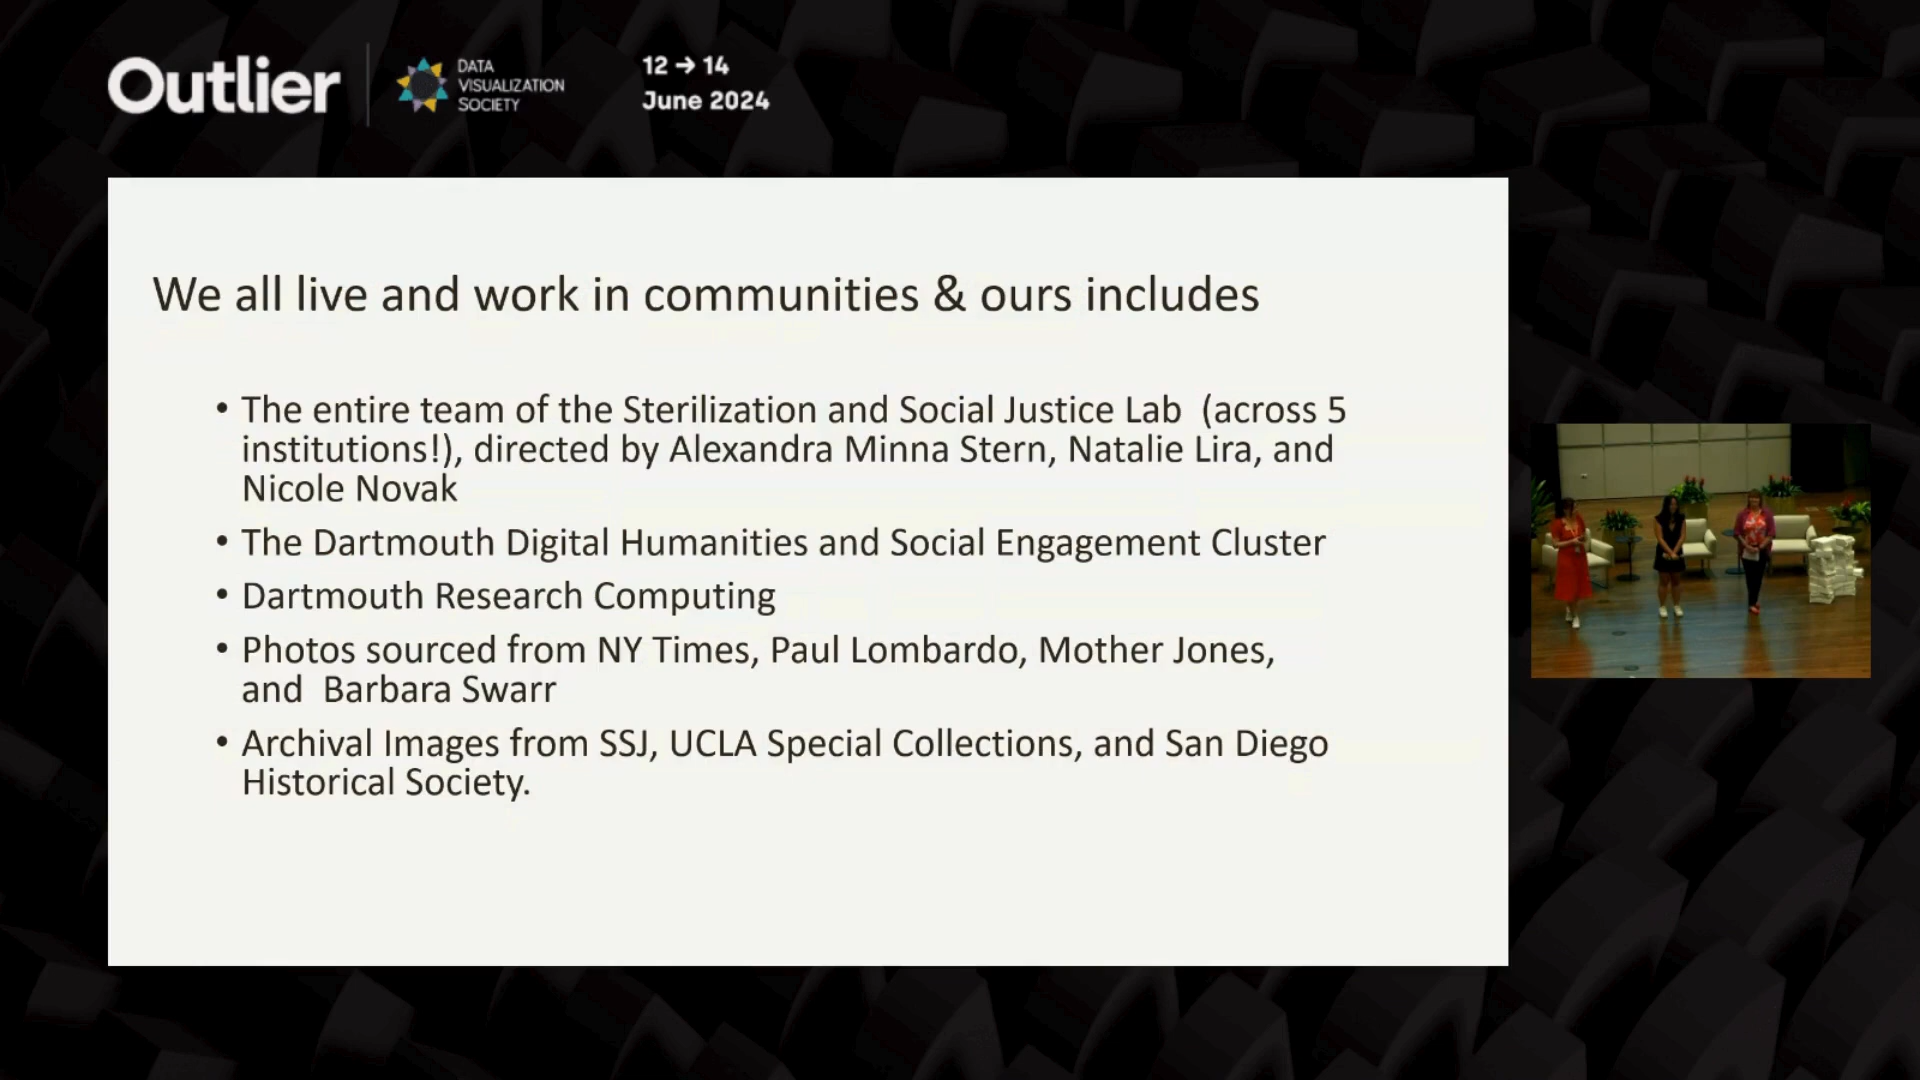 Outlier
DATA
VISUALIZATION
SOCIETY
12 → 14
June 2024
We all live and work in communities & ours includes
• The entire team of the Sterilization and Social Justice Lab  (across 5
institutions!), directed by Alexandra Minna Stern, Natalie Lira, and
Nicole Novak
• The Dartmouth Digital Humanities and Social Engagement Cluster
• Dartmouth Research Computing
• Photos sourced from NY Times, Paul Lombardo, Mother Jones,
and  Barbara Swarr
• Archival Images from SSJ, UCLA Special Collections, and San Diego
Historical Society.